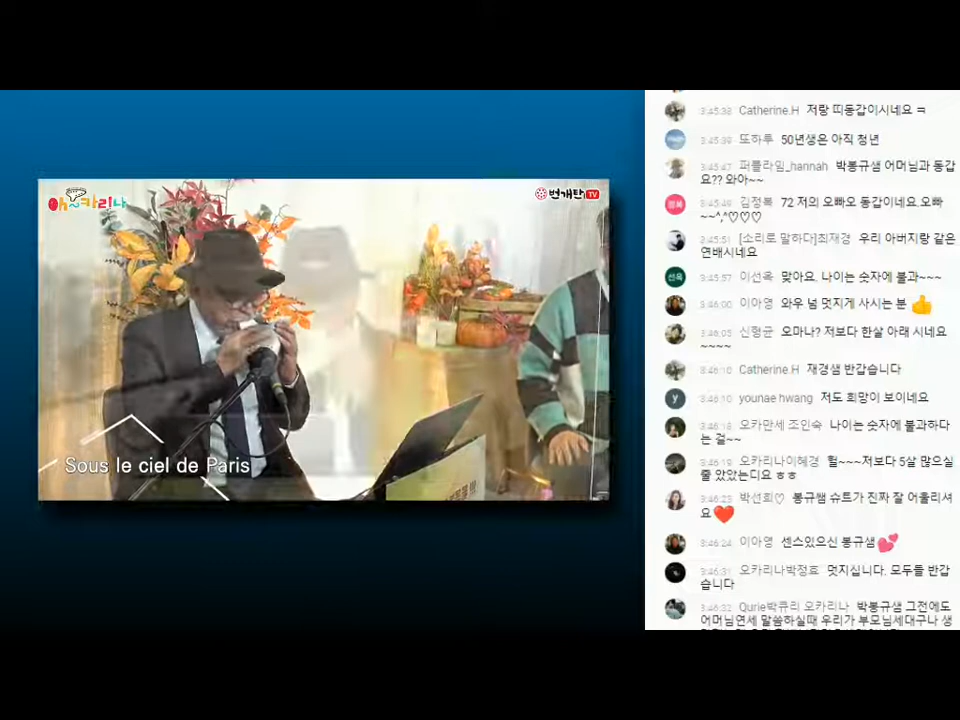 아~카리나
번개탄 TV
Sous le ciel de Paris
3:45:38 Catherine.H 저랑 띠동갑이시네요 ㅋ
3:45:39 또하루 50년생은 아직 청년
3:45:47 퍼플라임_hannah 박봉규샘 어머님과 동갑
요?? 와아~~
3:45:49 김정복 72 저의 오빠오 동갑이네요 오빠
~~^,^♡♡♡
3:45:51 [소리로 말하다]최재경 우리 아버지랑 같은
연배시네요
선옥
3:45:57 이선옥 맞아요. 나이는 숫자에 불과~~~
3:46:00 이아영 와우 넘 멋지게 사시는 분 👍
3:46:05 신형균 오마나? 저보다 한살 아래 시네요
~~~~
3:46:10 Catherine.H 재경샘 반갑습니다
y
3:46:10 younae hwang 저도 희망이 보이네요
3:46:18 오카만세 조인숙 나이는 숫자에 불과하다
는 걸~~
3:46:19 오카리나이혜경 헐~~~저보다 5살 많으실
줄 았았는디요 ㅎㅎ
3:46:23 박선희♡ 봉규쌤 슈트가 진짜 잘 어울리셔
요❤️
3:46:24 이아영 센스있으신 봉규샘💕
3:46:31 오카리나박정효 멋지십니다. 모두들 반갑
습니다
3:46:32 Qurie박큐리 오카리나 박봉규샘 그전에도
어머님연세 말씀하실때 우리가 부모님세대구나 생